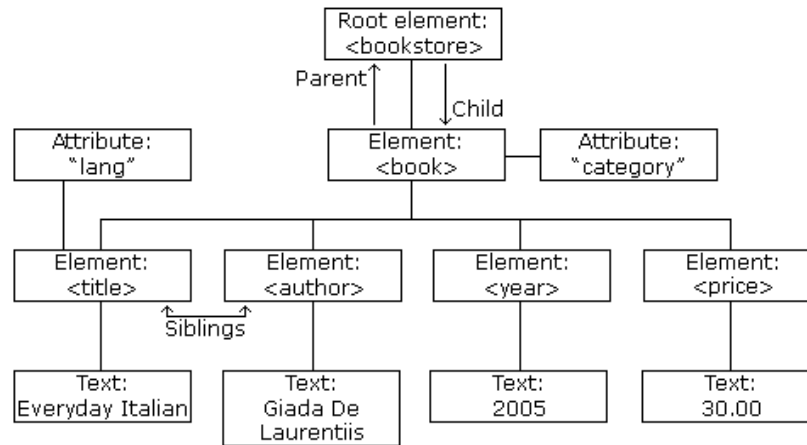 Root element:
<bookstore>
Parent
Child
Attribute:
"lang"
Element:
<book>
Attribute:
"category"
Element:
<title>
Element:
<author>
Element:
<year>
Element:
<price>
Siblings
Text:
Everyday Italian
Text:
Giada De
Laurentiis
Text:
2005
Text:
30.00